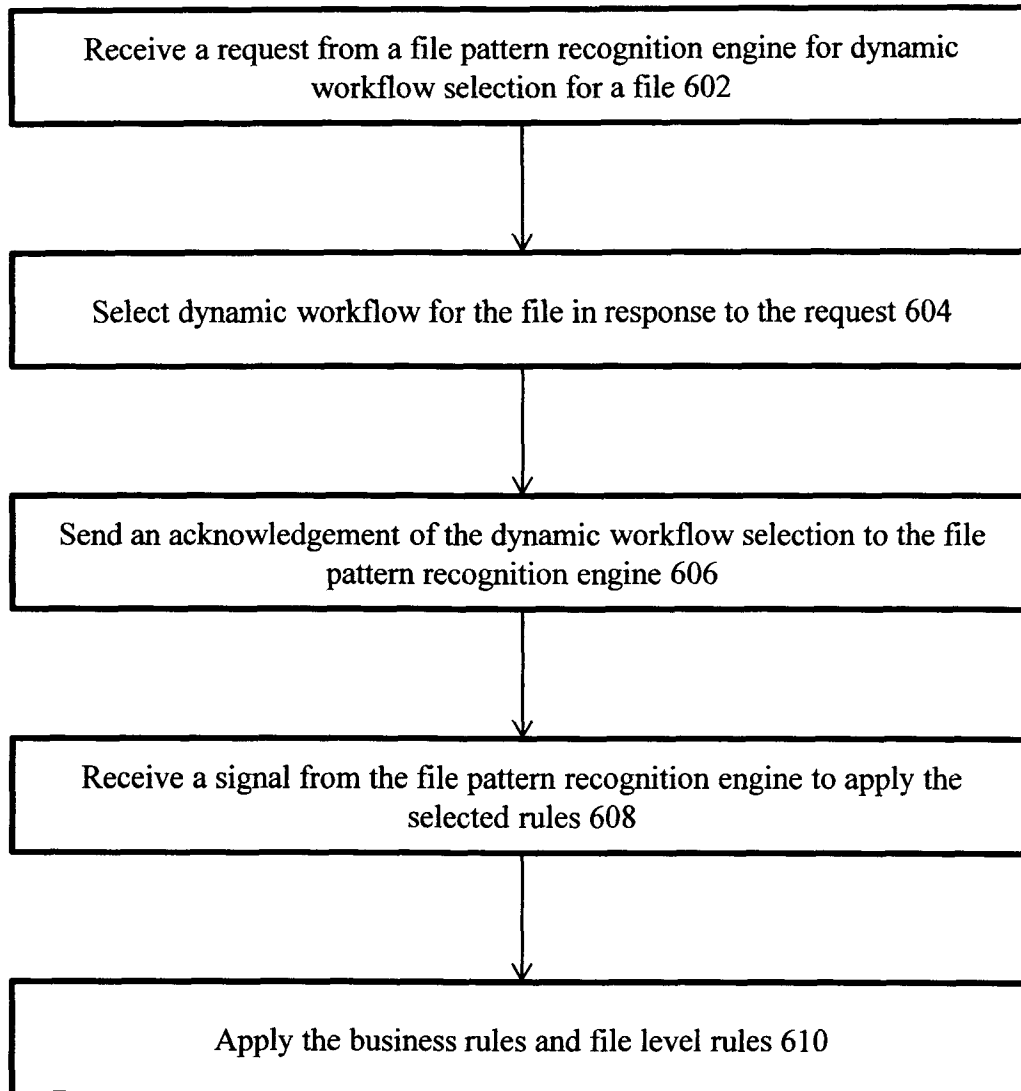 Receive a request from a file pattern recognition engine for dynamic
workflow selection for a file 602
Select dynamic workflow for the file in response to the request 604
Send an acknowledgement of the dynamic workflow selection to the file
pattern recognition engine 606
Receive a signal from the file pattern recognition engine to apply the
selected rules 608
Apply the business rules and file level rules 610